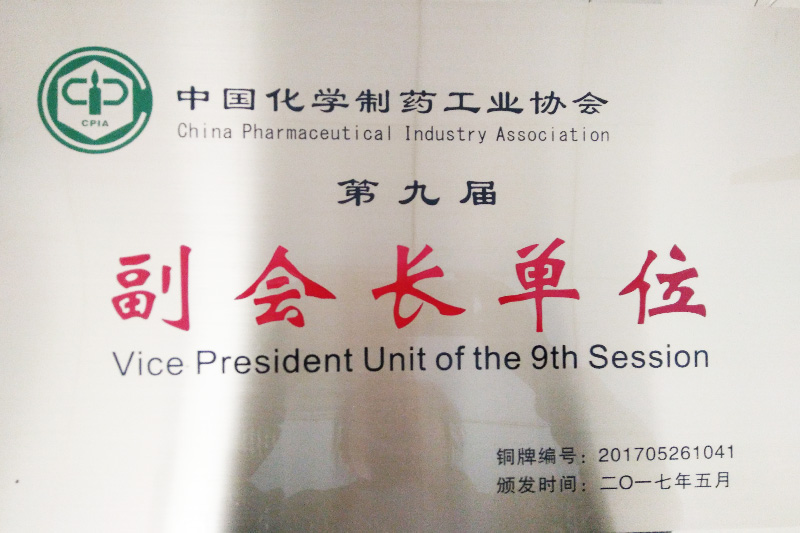 CPIA
中国化学制药工业协会
China Pharmaceutical Industry Association
第九届
副会长单位
Vice President Unit of the 9th Session
铜牌编号：201705261041
颁发时间：二〇一七年五月